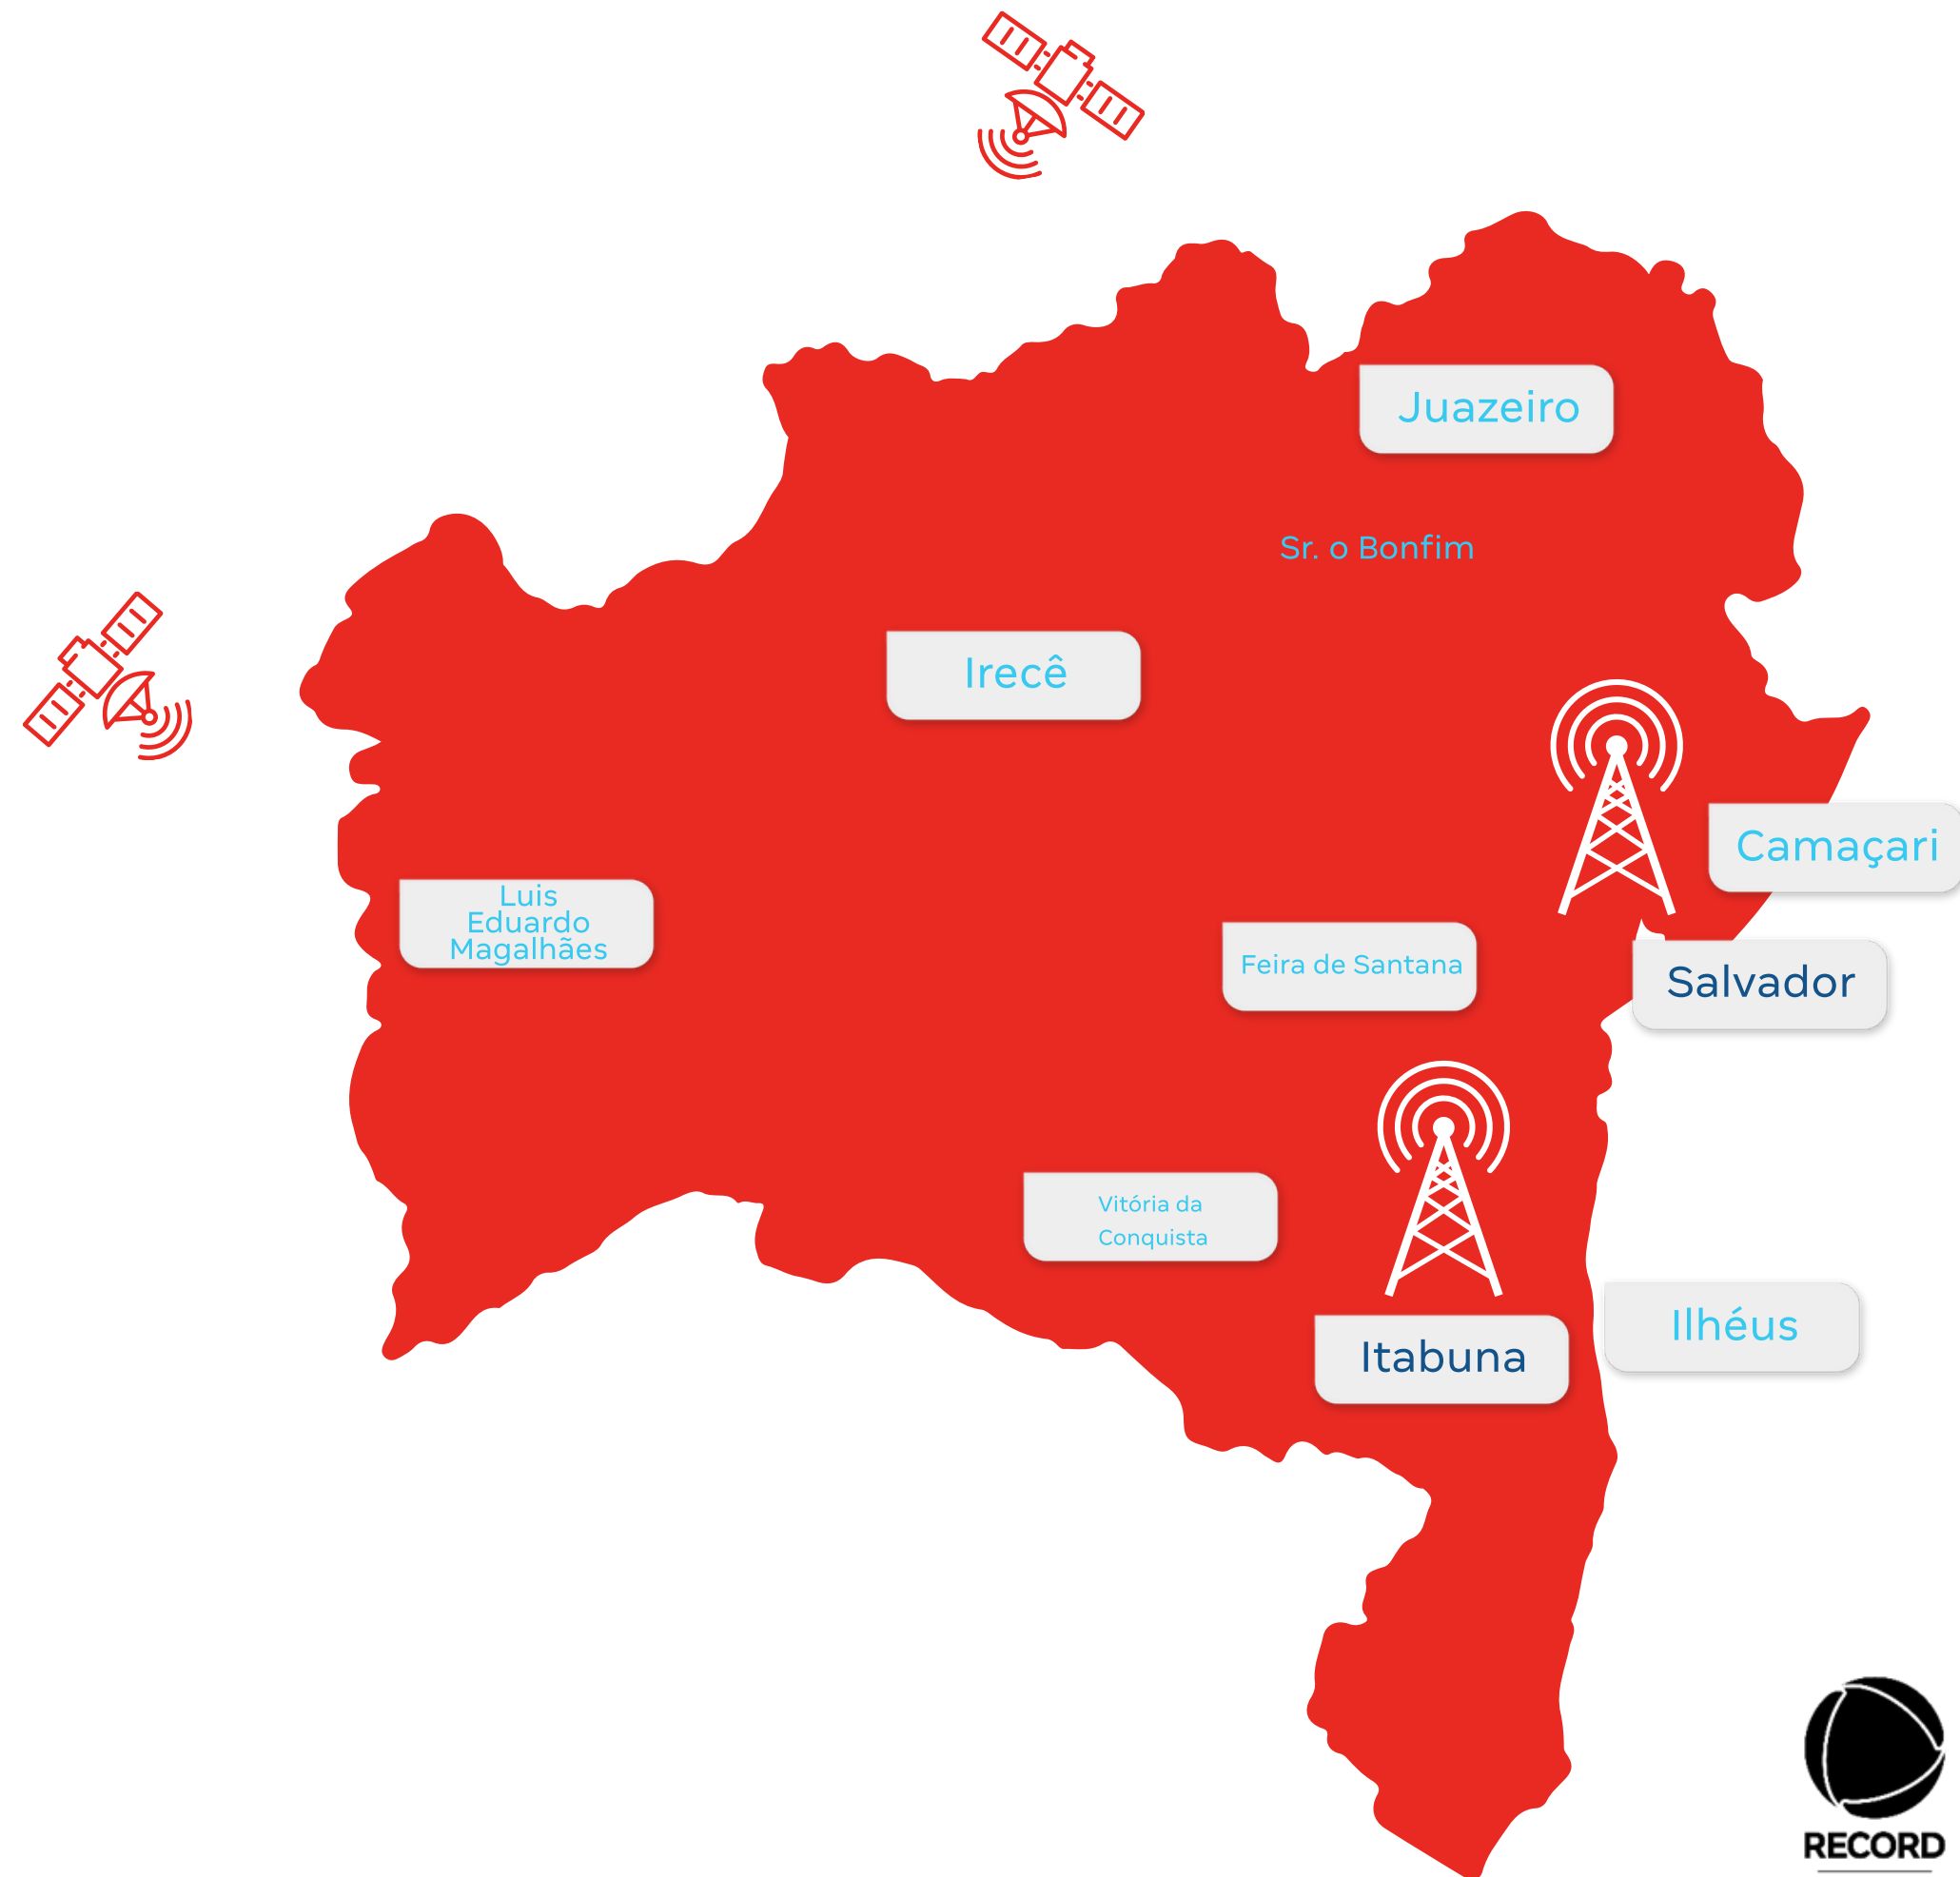 Juazeiro
Sr. o Bonfim
Irecê
Camaçari
Luis
Eduardo
Magalhães
Feira de Santana
Salvador
Vitória da
Conquista
Ilhéus
Itabuna
RECORD